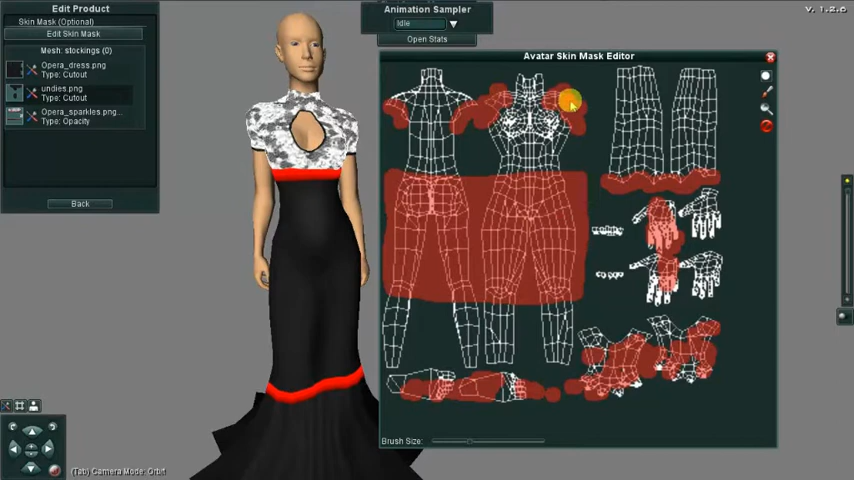 Edit Product
Skin Mask (Optional)
Edit Skin Mask
Mesh: stockings (0)
Opera_dress.png
Type: Cutout
undies.png
Type: Cutout
Opera_sparkles.png...
Type: Opacity
Back
Animation Sampler
Idle
Open Stats
v. 1.2.6
Avatar Skin Mask Editor
Brush Size:
(Tab) Camera Mode: Orbit